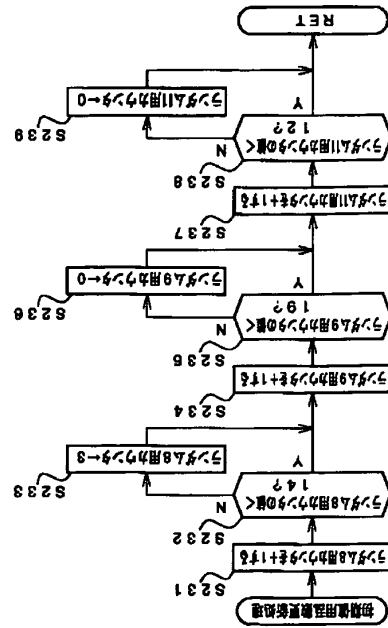 初期値用乱数更新処理
S231
ランダム8用カウンタを+1する
S232
ランダム8用カウンタの値<
14?
N
Y
S233
ランダム8用カウンタ←3
S234
ランダム9用カウンタを+1する
S235
ランダム9用カウンタの値<
19?
N
Y
S236
ランダム9用カウンタ←0
S237
ランダム11用カウンタを+1する
S238
ランダム11用カウンタの値<
12?
N
Y
S239
ランダム11用カウンタ←0
RET